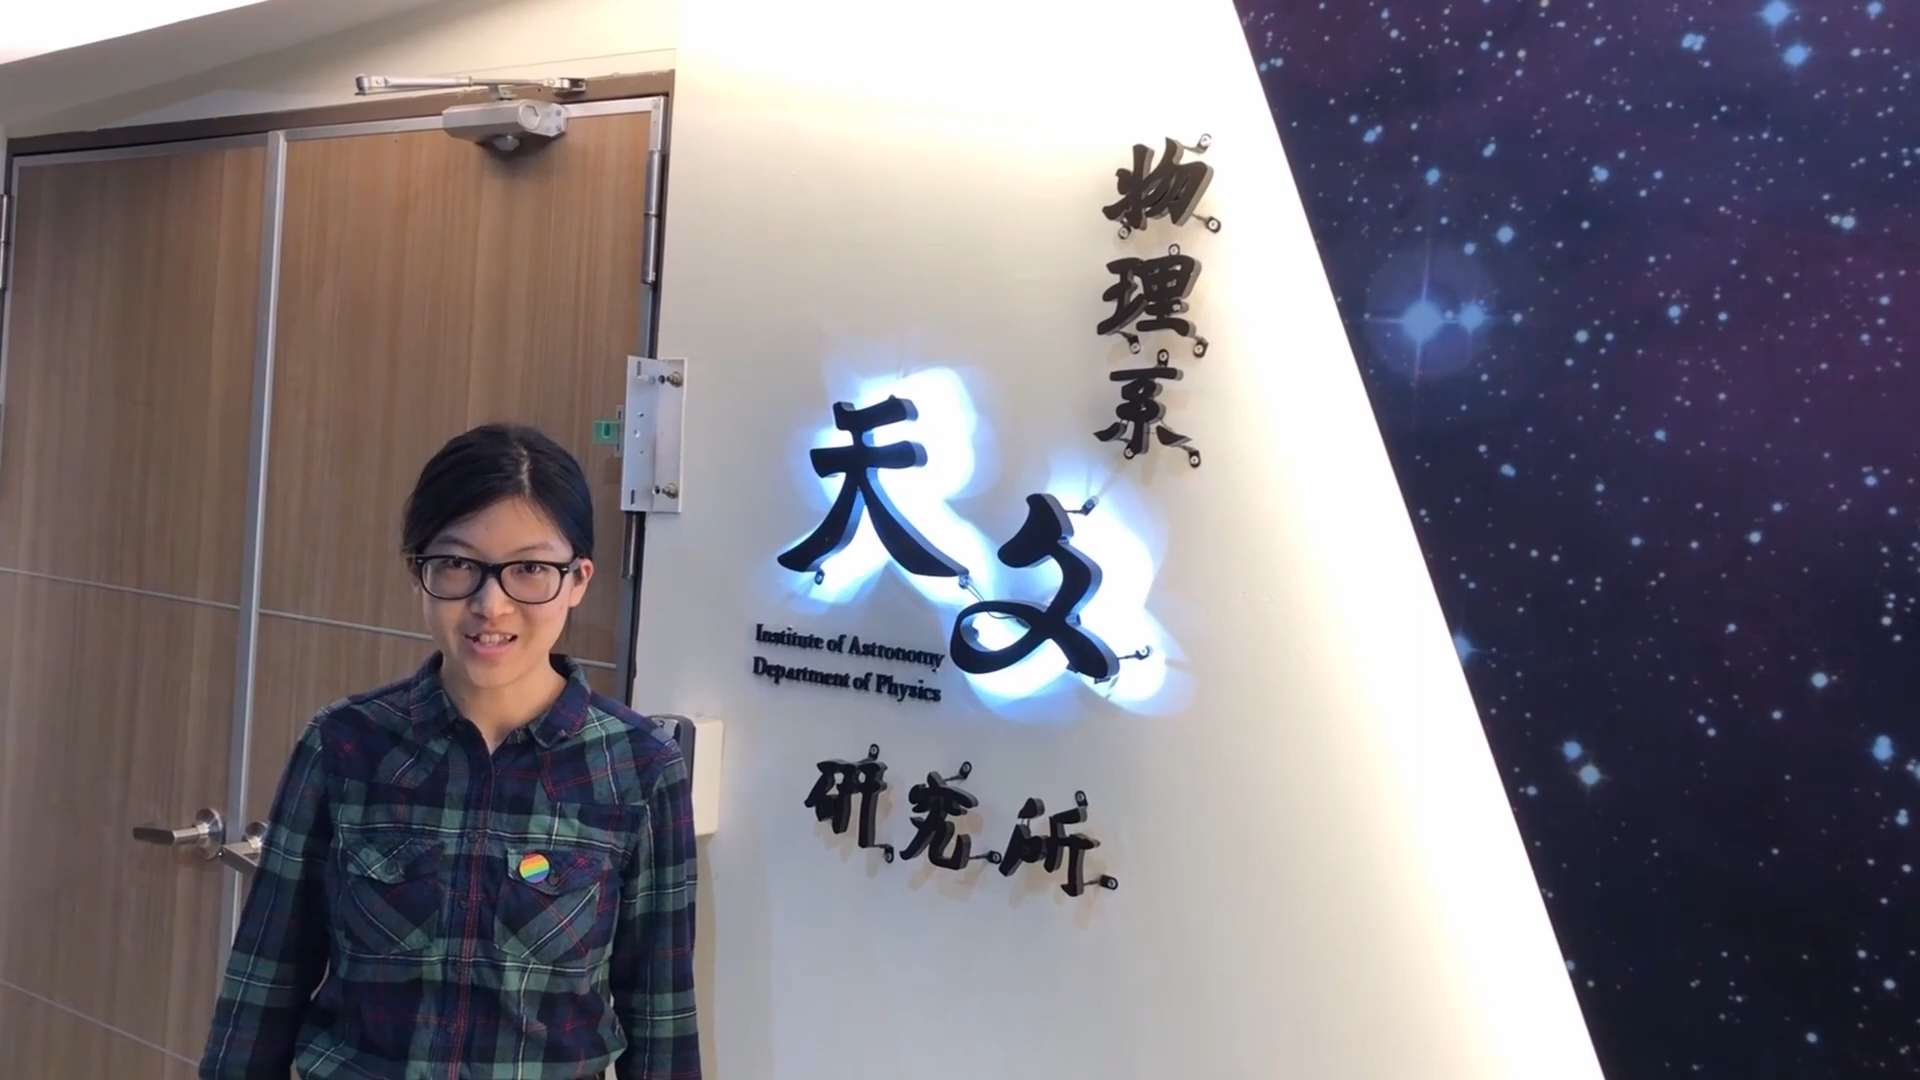 物理系
天文
Institute of Astronomy
Department of Physics
研究所